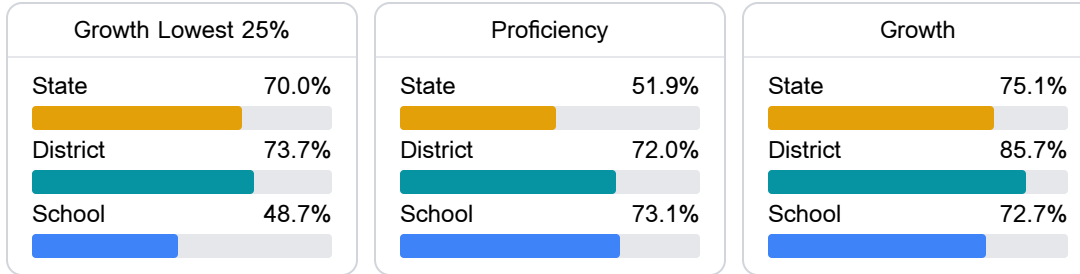 Growth Lowest 25%
State 70.0%
District 73.7%
School 48.7%
Proficiency
State 51.9%
District 72.0%
School 73.1%
Growth
State 75.1%
District 85.7%
School 72.7%